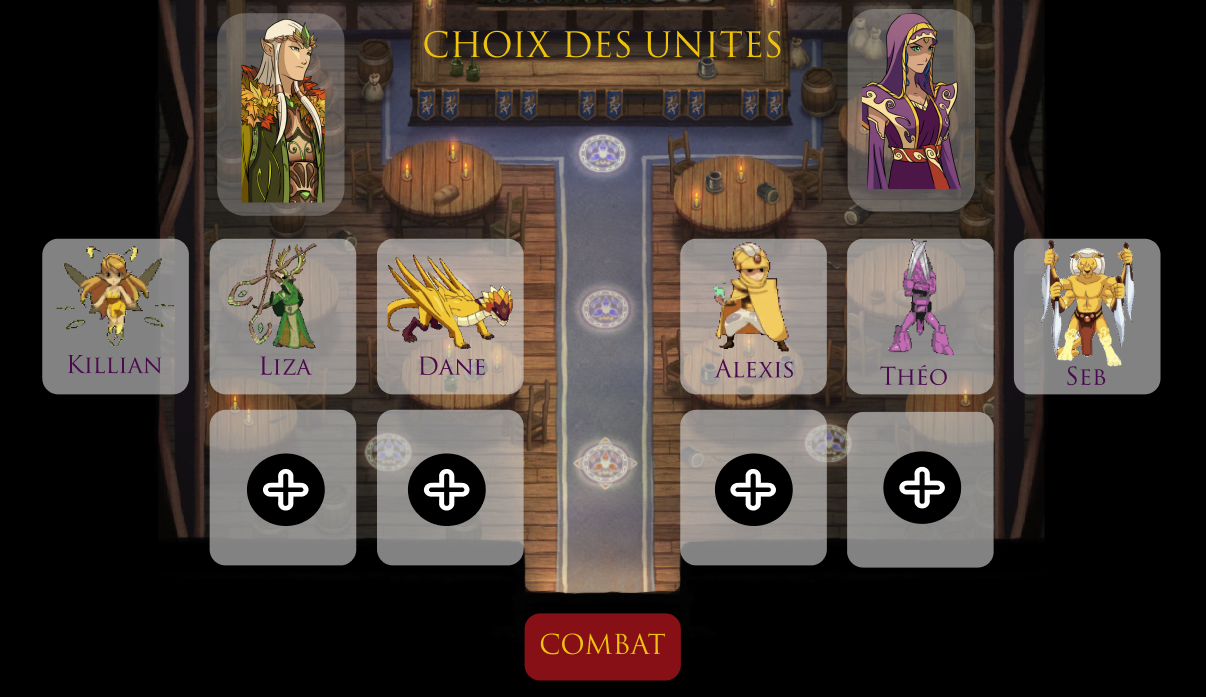 CHOIX DES UNITES
KILLIAN
LIZA
DANE
ALEXIS
THÉO
SEB
COMBAT